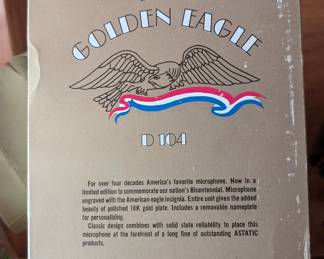 GOLDEN EAGLE
D 104
For over four decades America's favorite microphone. Now in a
limited edition to commemorate our nation's Bicentennial. Microphone
engraved with the American eagle insignia. Entire unit given the added
beauty of polished 18K gold plate. Includes a removable nameplate
for personalizing.
Classic design combines with solid state reliability to place this
microphone at the forefront of a long line of outstanding ASTATIC
products.